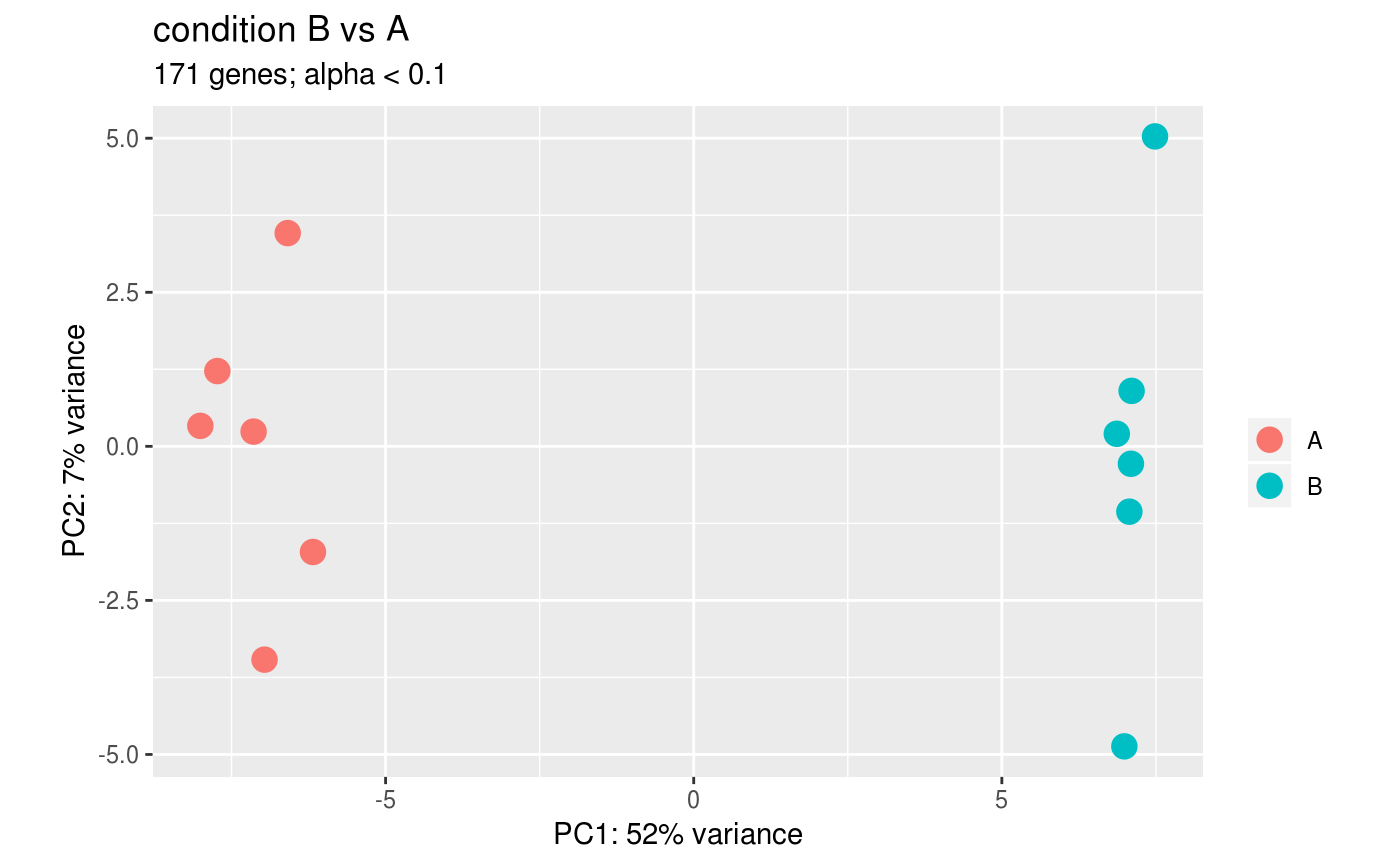 condition B vs A
171 genes; alpha < 0.1
5.0
2.5
0.0
-2.5
-5.0
PC2: 7% variance
-5
0
5
PC1: 52% variance
A
B